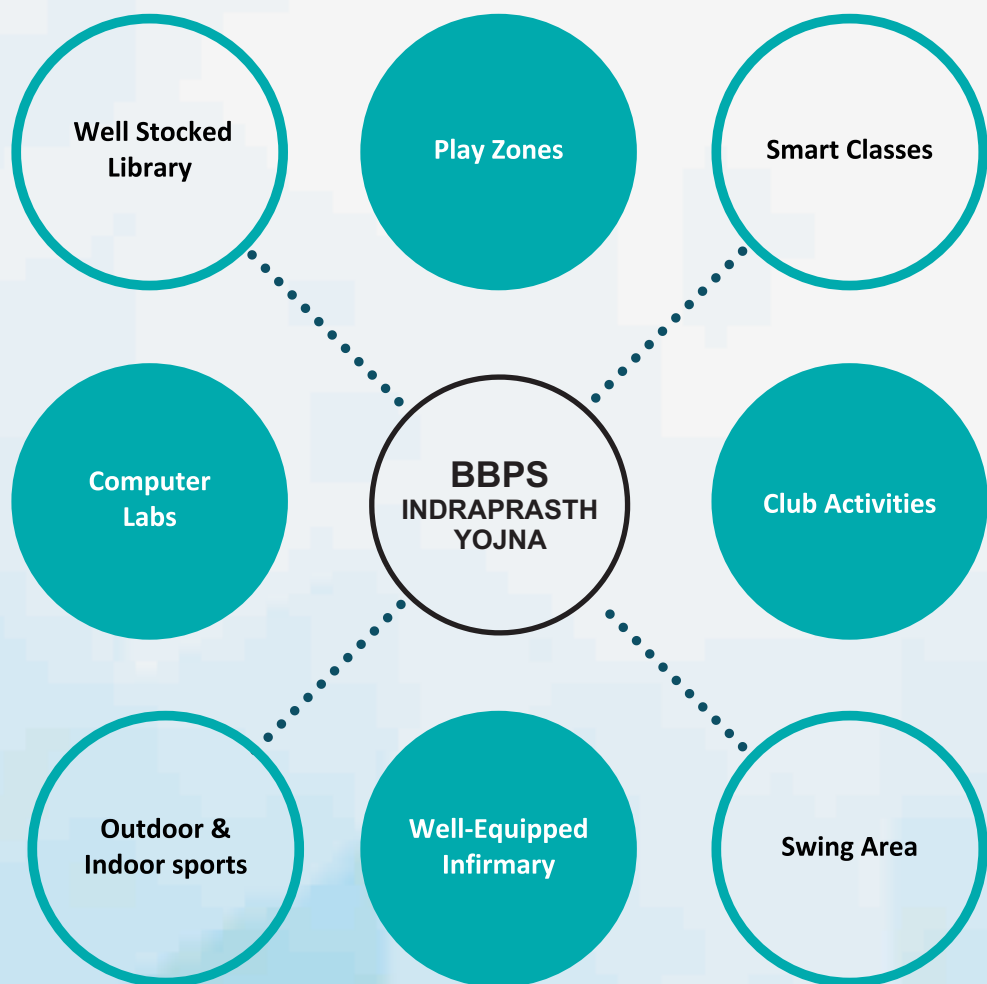 Well Stocked
Library
Play Zones
Smart Classes
Computer
Labs
BBPS
INDRAPRASTH
YOJNA
Club Activities
Outdoor &
Indoor sports
Well-Equipped
Infirmary
Swing Area